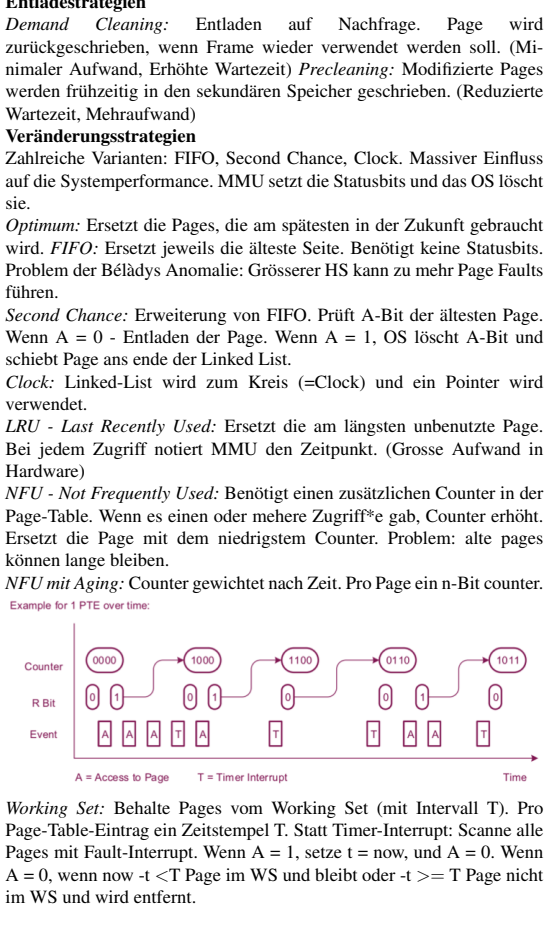 Entladestrategien
Demand Cleaning: Entladen auf Nachfrage. Page wird
zurückgeschrieben, wenn Frame wieder verwendet werden soll. (Mi-
nimaler Aufwand, Erhöhte Wartezeit) Precleaning: Modifizierte Pages
werden frühzeitig in den sekundären Speicher geschrieben. (Reduzierte
Wartezeit, Mehraufwand)
Veränderungsstrategien
Zahlreiche Varianten: FIFO, Second Chance, Clock. Massiver Einfluss
auf die Systemperformance. MMU setzt die Statusbits und das OS löscht
sie.
Optimum: Ersetzt die Pages, die am spätesten in der Zukunft gebraucht
wird. FIFO: Ersetzt jeweils die älteste Seite. Benötigt keine Statusbits.
Problem der Bélàdys Anomalie: Grösserer HS kann zu mehr Page Faults
führen.
Second Chance: Erweiterung von FIFO. Prüft A-Bit der ältesten Page.
Wenn A = 0 - Entladen der Page. Wenn A = 1, OS löscht A-Bit und
schiebt Page ans ende der Linked List.
Clock: Linked-List wird zum Kreis (=Clock) und ein Pointer wird
verwendet.
LRU - Last Recently Used: Ersetzt die am längsten unbenutzte Page.
Bei jedem Zugriff notiert MMU den Zeitpunkt. (Grosse Aufwand in
Hardware)
NFU - Not Frequently Used: Benötigt einen zusätzlichen Counter in der
Page-Table. Wenn es einen oder mehere Zugriff*e gab, Counter erhöht.
Ersetzt die Page mit dem niedrigstem Counter. Problem: alte pages
können lange bleiben.
NFU mit Aging: Counter gewichtet nach Zeit. Pro Page ein n-Bit counter.
Example for 1 PTE over time:
Counter 0000 1000 1100 0110 1011
R Bit 0 1 0 1 0 0 1 0
Event A A A T A T T A A T
A = Access to Page T = Timer Interrupt Time
Working Set: Behalte Pages vom Working Set (mit Intervall T). Pro
Page-Table-Eintrag ein Zeitstempel T. Statt Timer-Interrupt: Scanne alle
Pages mit Fault-Interrupt. Wenn A = 1, setze t = now, und A = 0. Wenn
A = 0, wenn now -t <T Page im WS und bleibt oder -t >= T Page nicht
im WS und wird entfernt.